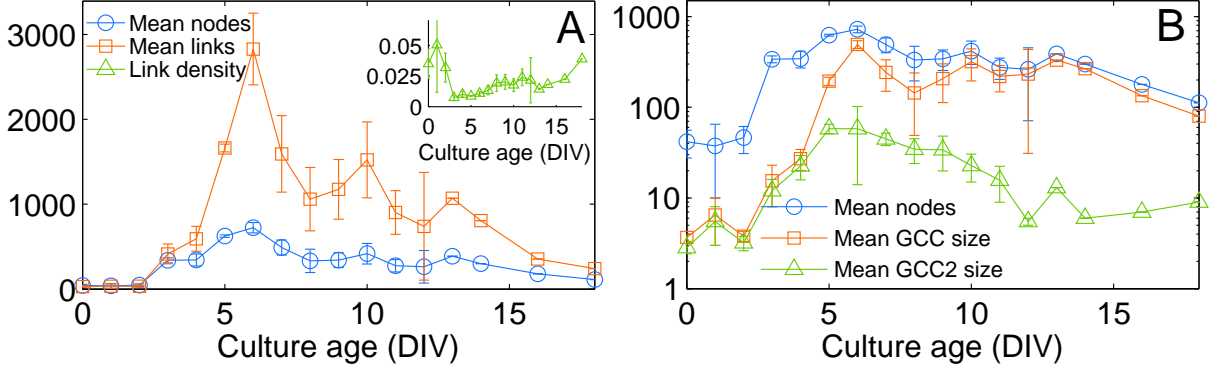 A
3000
2000
1000
0
0 5 10 15
Culture age (DIV)
Mean nodes
Mean links
Link density
0.05
0.025
0
0 5 10 15
Culture age (DIV)
B
1000
100
10
1
0 5 10 15
Culture age (DIV)
Mean nodes
Mean GCC size
Mean GCC2 size